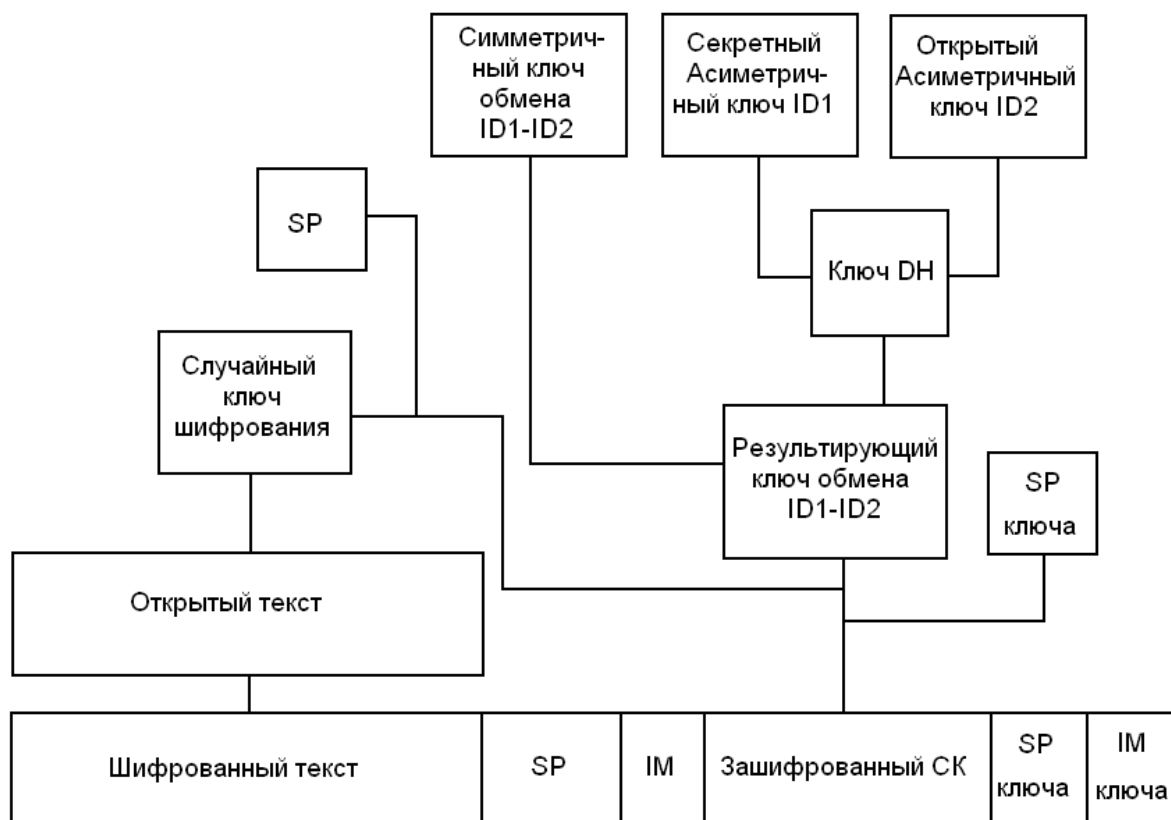 Симметрич-
ный ключ
обмена
ID1-ID2
Секретный
Асиметрич-
ный ключ ID1
Открытый
Асиметричный
ключ ID2
SP
Ключ DH
Случайный
ключ
шифрования
Результирующий
ключ обмена
ID1-ID2
SP
ключа
Открытый текст
Шифрованный текст
SP
IM
Зашифрованный СК
SP
ключа
IM
ключа